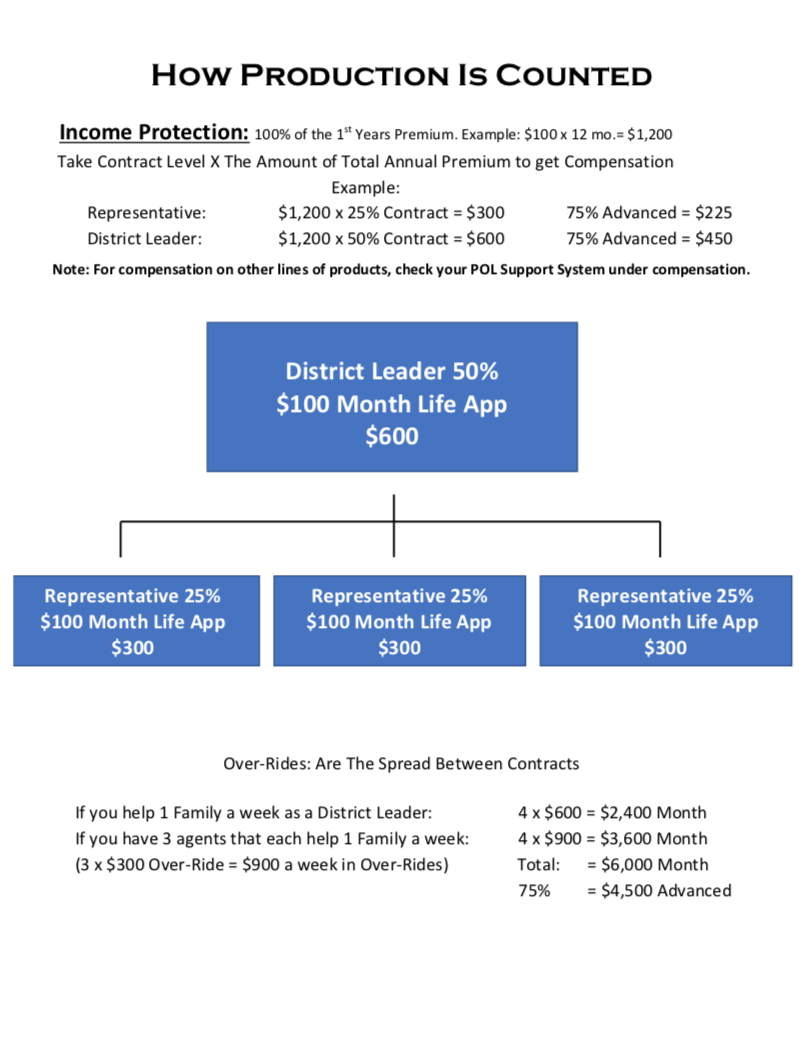 How Production Is Counted
Income Protection: 100% of the 1st Years Premium. Example: $100 x 12 mo.= $1,200
Take Contract Level X The Amount of Total Annual Premium to get Compensation
Example:
Representative: $1,200 x 25% Contract = $300 75% Advanced = $225
District Leader: $1,200 x 50% Contract = $600 75% Advanced = $450
Note: For compensation on other lines of products, check your POL Support System under compensation.
District Leader 50%
$100 Month Life App
$600
Representative 25%
$100 Month Life App
$300
Representative 25%
$100 Month Life App
$300
Representative 25%
$100 Month Life App
$300
Over-Rides: Are The Spread Between Contracts
If you help 1 Family a week as a District Leader: 4 x $600 = $2,400 Month
If you have 3 agents that each help 1 Family a week: 4 x $900 = $3,600 Month
(3 x $300 Over-Ride = $900 a week in Over-Rides) Total: = $6,000 Month
75% = $4,500 Advanced